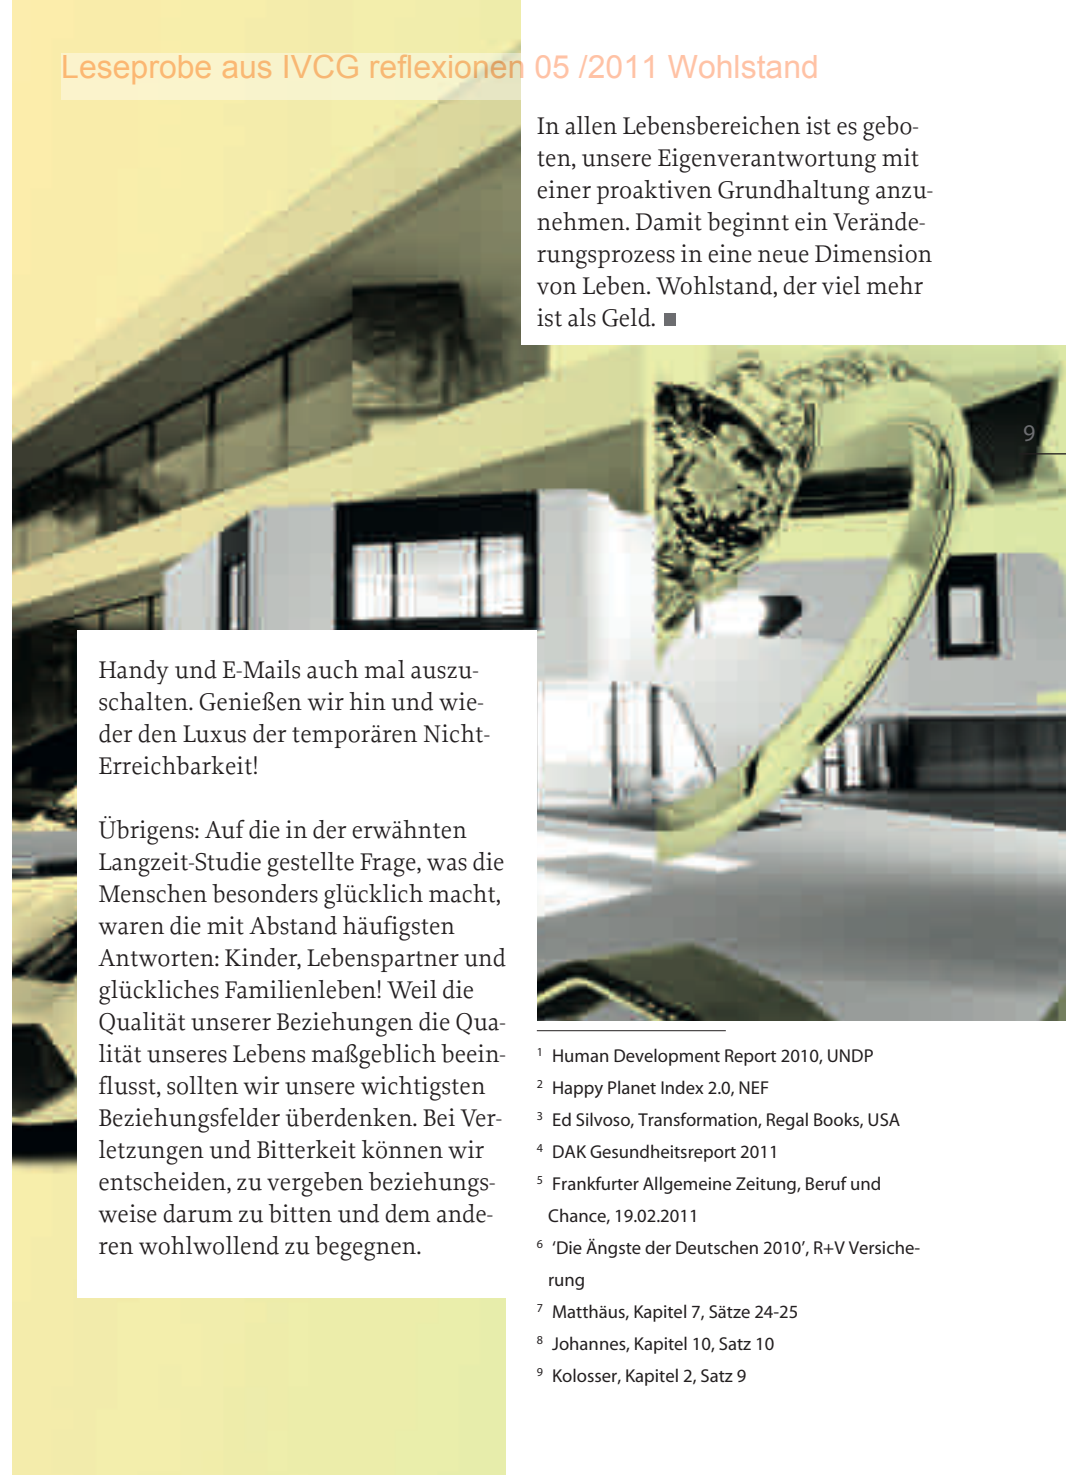 Leseprobe aus IVCG reflexionen 05 /2011 Wohlstand
Handy und E-Mails auch mal auszu-
schalten. Genießen wir hin und wie-
der den Luxus der temporären Nicht-
Erreichbarkeit!
Übrigens: Auf die in der erwähnten
Langzeit-Studie gestellte Frage, was die
Menschen besonders glücklich macht,
waren die mit Abstand häufigsten
Antworten: Kinder, Lebenspartner und
glückliches Familienleben! Weil die
Qualität unserer Beziehungen die Qua-
lität unseres Lebens maßgeblich beein-
flusst, sollten wir unsere wichtigsten
Beziehungsfelder überdenken. Bei Ver-
letzungen und Bitterkeit können wir
entscheiden, zu vergeben beziehungs-
weise darum zu bitten und dem ande-
ren wohlwollend zu begegnen.
In allen Lebensbereichen ist es gebo-
ten, unsere Eigenverantwortung mit
einer proaktiven Grundhaltung anzu-
nehmen. Damit beginnt ein Verände-
rungsprozess in eine neue Dimension
von Leben. Wohlstand, der viel mehr
ist als Geld. ■
9
1 Human Development Report 2010, UNDP
2 Happy Planet Index 2.0, NEF
3 Ed Silvoso, Transformation, Regal Books, USA
4 DAK Gesundheitsreport 2011
5 Frankfurter Allgemeine Zeitung, Beruf und
Chance, 19.02.2011
6 ‘Die Ängste der Deutschen 2010’, R+V Versiche-
rung
7 Matthäus, Kapitel 7, Sätze 24-25
8 Johannes, Kapitel 10, Satz 10
9 Kolosser, Kapitel 2, Satz 9